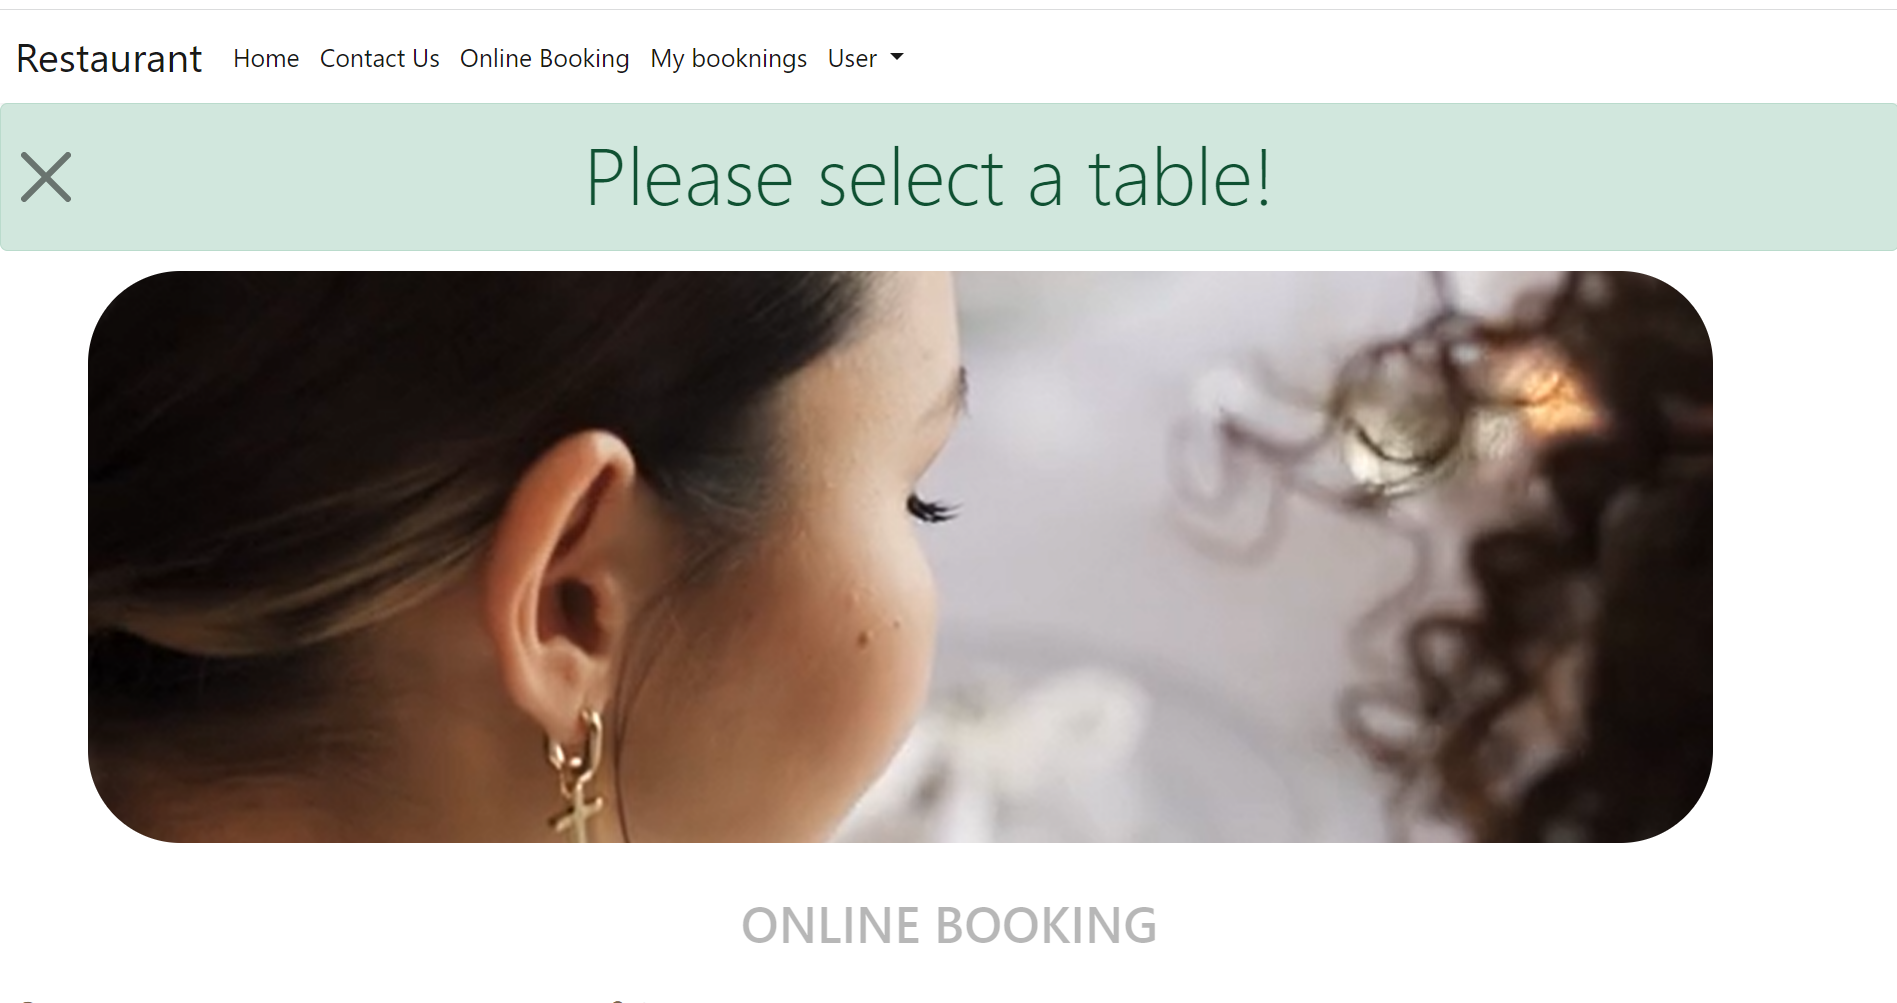 Restaurant Home Contact Us Online Booking My booknings User
Please select a table!
ONLINE BOOKING